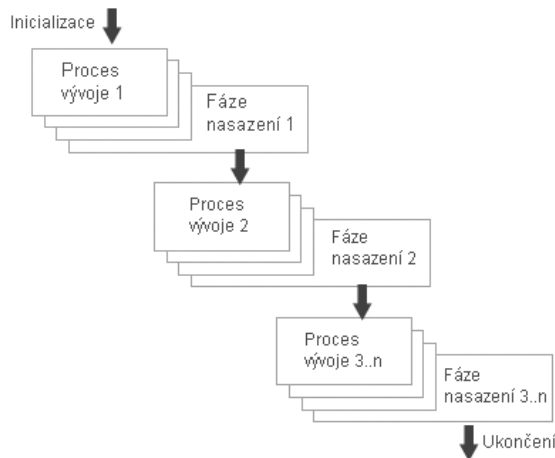 Inicializace
Proces
vývoje 1
Fáze
nasazení 1
Proces
vývoje 2
Fáze
nasazení 2
Proces
vývoje 3..n
Fáze
nasazení 3..n
Ukončení